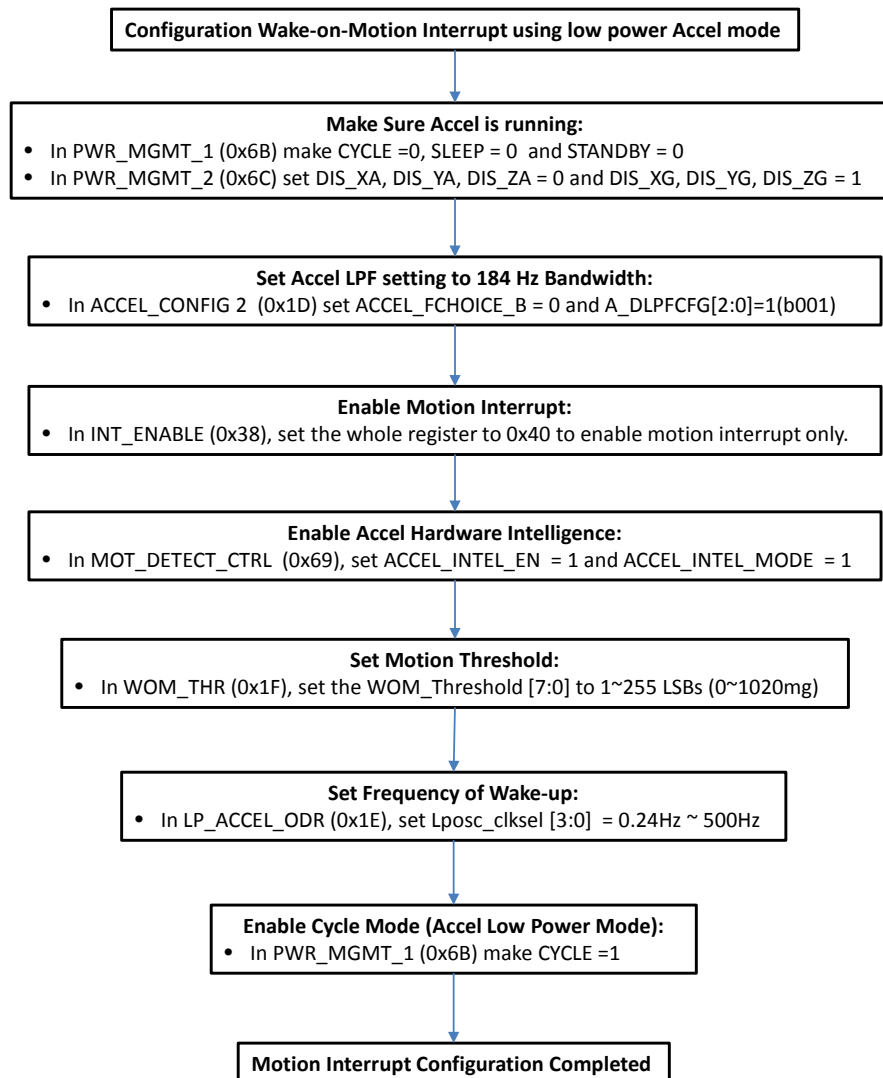 Configuration Wake-on-Motion Interrupt using low power Accel mode
Make Sure Accel is running:
• In PWR_MGMT_1 (0x6B) make CYCLE =0, SLEEP = 0 and STANDBY = 0
• In PWR_MGMT_2 (0x6C) set DIS_XA, DIS_YA, DIS_ZA = 0 and DIS_XG, DIS_YG, DIS_ZG = 1
Set Accel LPF setting to 184 Hz Bandwidth:
• In ACCEL_CONFIG 2 (0x1D) set ACCEL_FCHOICE_B = 0 and A_DLPFCFG[2:0]=1(b001)
Enable Motion Interrupt:
• In INT_ENABLE (0x38), set the whole register to 0x40 to enable motion interrupt only.
Enable Accel Hardware Intelligence:
• In MOT_DETECT_CTRL (0x69), set ACCEL_INTEL_EN = 1 and ACCEL_INTEL_MODE = 1
Set Motion Threshold:
• In WOM_THR (0x1F), set the WOM_Threshold [7:0] to 1~255 LSBs (0~1020mg)
Set Frequency of Wake-up:
• In LP_ACCEL_ODR (0x1E), set Lposc_clksel [3:0] = 0.24Hz ~ 500Hz
Enable Cycle Mode (Accel Low Power Mode):
• In PWR_MGMT_1 (0x6B) make CYCLE =1
Motion Interrupt Configuration Completed